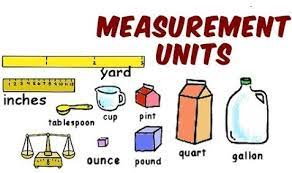 MEASUREMENT
UNITS
yard
inches
tablespoon
cup
pint
ounce
pound
quart
gallon